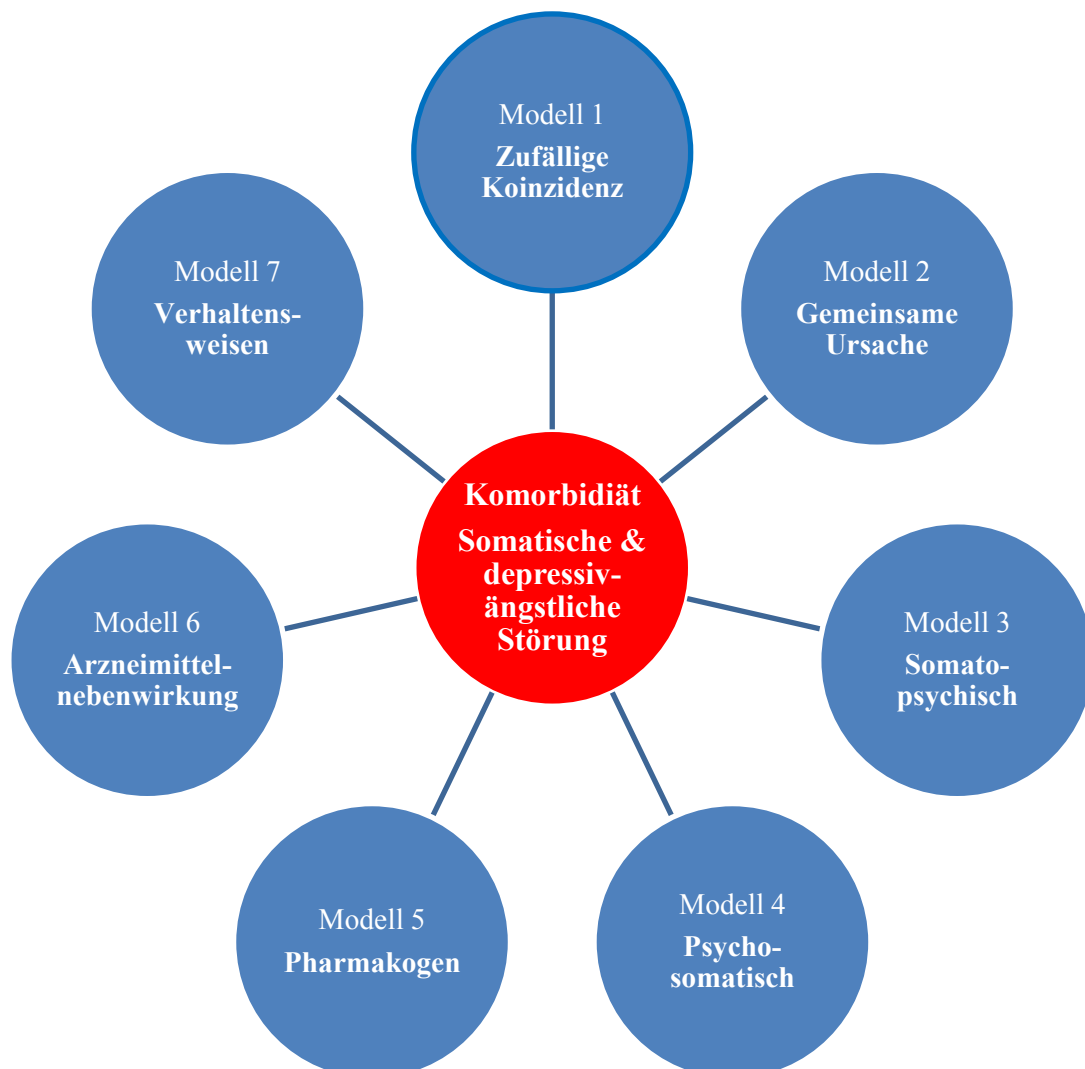 Modell 1
Zufällige
Koinzidenz
Modell 2
Gemeinsame
Ursache
Modell 3
Somato-
psychisch
Modell 4
Psycho-
somatisch
Modell 5
Pharmakogen
Modell 6
Arzneimittel-
nebenwirkung
Modell 7
Verhaltens-
weisen
Komorbidiät
Somatische &
depressiv-
ängstliche
Störung